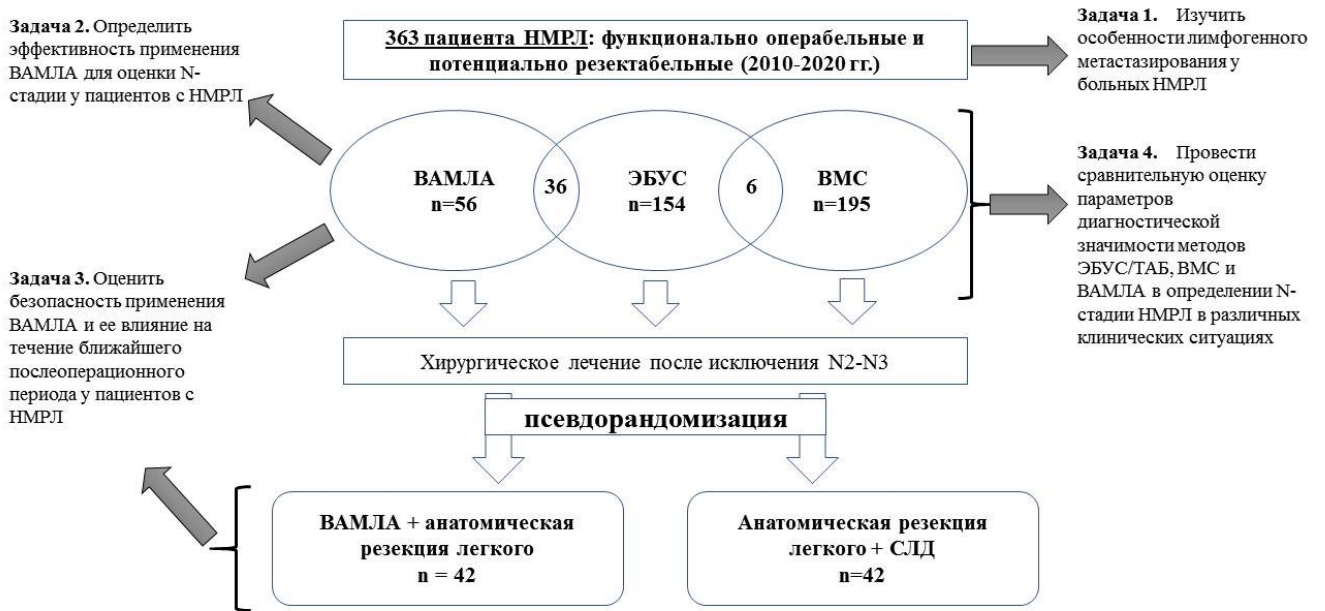 Задача 2. Определить
эффективность применения
ВАМЛА для оценки N-
стадии у пациентов с НМРЛ
363 пациента НМРЛ: функционально операбельные и
потенциально резектабельные (2010-2020 гг.)
Задача 1. Изучить
особенности лимфогенного
метастазирования у
больных НМРЛ
ВАМЛА
n=56
36
ЭБУС
n=154
6
ВМС
n=195
Задача 4. Провести
сравнительную оценку
параметров
диагностической
значимости методов
ЭБУС/ТАБ, ВМС и
ВАМЛА в определении N-
стадии НМРЛ в различных
клинических ситуациях
Задача 3. Оценить
безопасность применения
ВАМЛА и ее влияние на
течение ближайшего
послеоперационного
периода у пациентов с
НМРЛ
Хирургическое лечение после исключения N2-N3
псевдорандомизация
ВАМЛА + анатомическая
резекция легкого
n = 42
Анатомическая резекция
легкого + СЛД
n=42